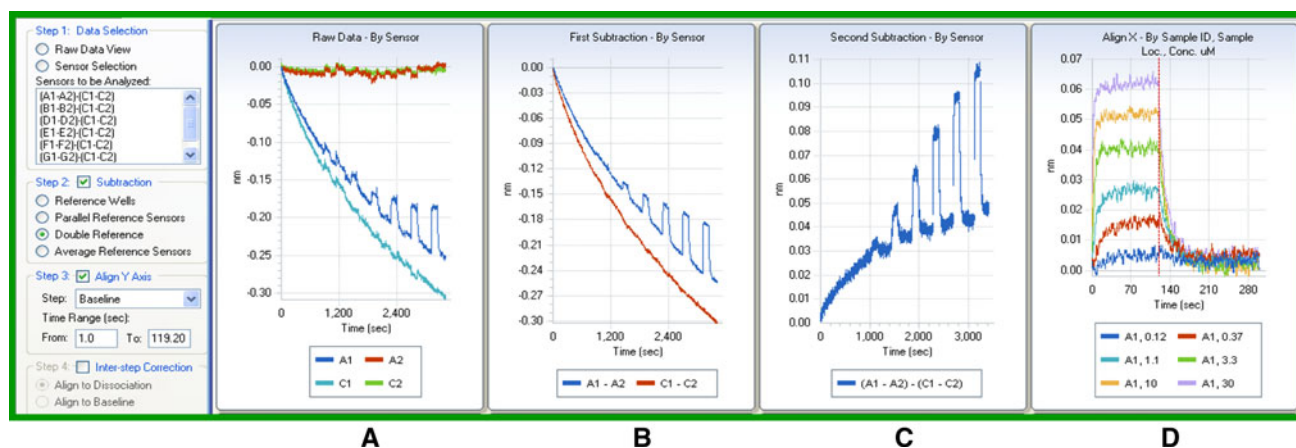 Step 1: Data Selection
Raw Data View
Sensor Selection
Sensors to be Analyzed:
(A1-A2)-(C1-C2)
(B1-B2)-(C1-C2)
(D1-D2)-(C1-C2)
(E1-E2)-(C1-C2)
(F1-F2)-(C1-C2)
(G1-G2)-(C1-C2)
Step 2: Subtraction
Reference Wells
Parallel Reference Sensors
Double Reference
Average Reference Sensors
Step 3: Align Y Axis
Step: Baseline
Time Range (sec):
From: 1.0 To: 119.20
Step 4: Inter-step Correction
Align to Dissociation
Align to Baseline
Raw Data - By Sensor
0.00
-0.05
-0.10
-0.15
-0.20
-0.25
-0.30
nm
0 1,200 2,400
Time (sec)
A1 A2
C1 C2
First Subtraction - By Sensor
0.00
-0.03
-0.06
-0.09
-0.12
-0.15
-0.18
-0.21
-0.24
-0.27
-0.30
nm
0 1,200 2,400
Time (sec)
A1 - A2 C1 - C2
Second Subtraction - By Sensor
0.11
0.10
0.09
0.08
0.07
0.06
0.05
0.04
0.03
0.02
0.01
0.00
nm
0 1,000 2,000 3,000
Time (sec)
(A1 - A2) - (C1 - C2)
Align X - By Sample ID, Sample
Loc., Conc. uM
0.07
0.06
0.05
0.04
0.03
0.02
0.01
0.00
nm
0 70 140 210 280
Time (sec)
A1, 0.12 A1, 0.37
A1, 1.1 A1, 3.3
A1, 10 A1, 30
A B C D